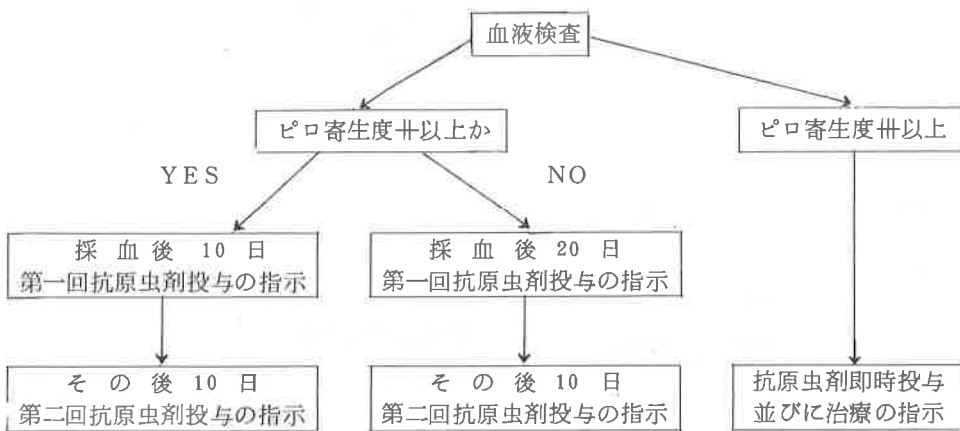 血液検査
ピロ寄生度卄以上か
ピロ寄生度卅以上
YES
NO
採血後 10 日
第一回抗原虫剤投与の指示
採血後 20 日
第一回抗原虫剤投与の指示
その後 10 日
第二回抗原虫剤投与の指示
その後 10 日
第二回抗原虫剤投与の指示
抗原虫剤即時投与
並びに治療の指示